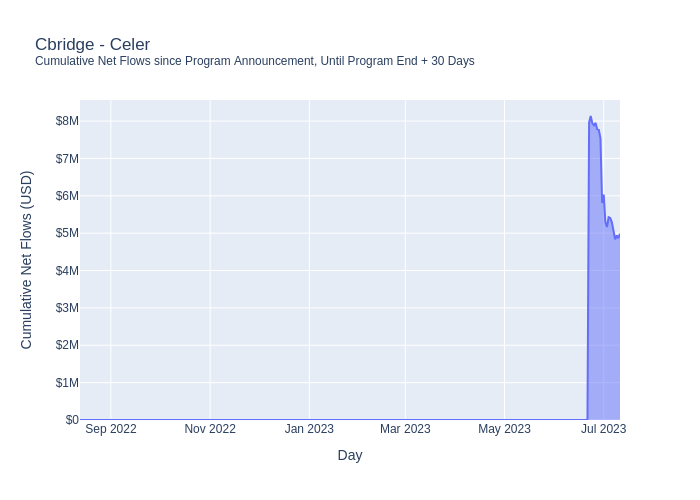 Cbridge - Celer
Cumulative Net Flows since Program Announcement, Until Program End + 30 Days
Cumulative Net Flows (USD)
$8M
$7M
$6M
$5M
$4M
$3M
$2M
$1M
$0
Sep 2022 Nov 2022 Jan 2023 Mar 2023 May 2023 Jul 2023
Day